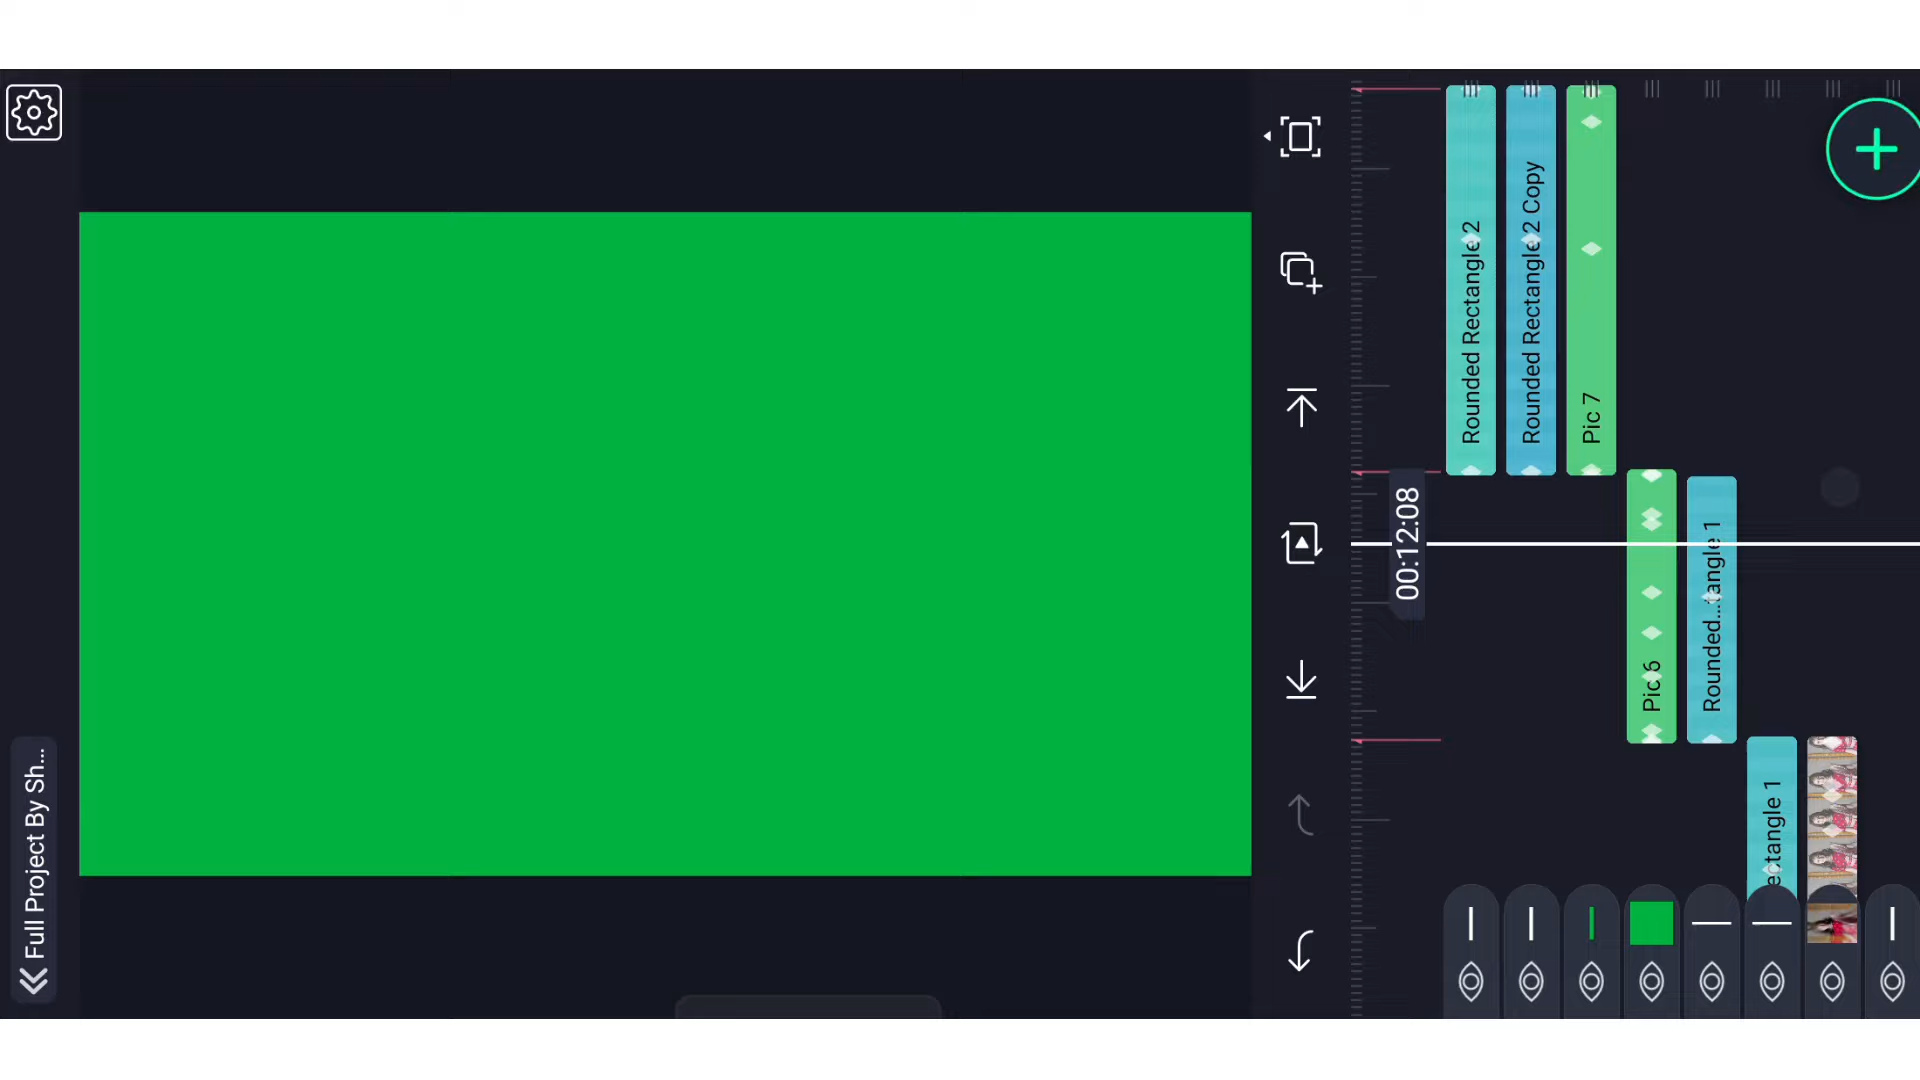 Full Project By Sh...
00:12:08
Rounded Rectangle 2
Rounded Rectangle 2 Copy
Pic 7
Pic 6
Rounded...tangle 1
ectangle 1